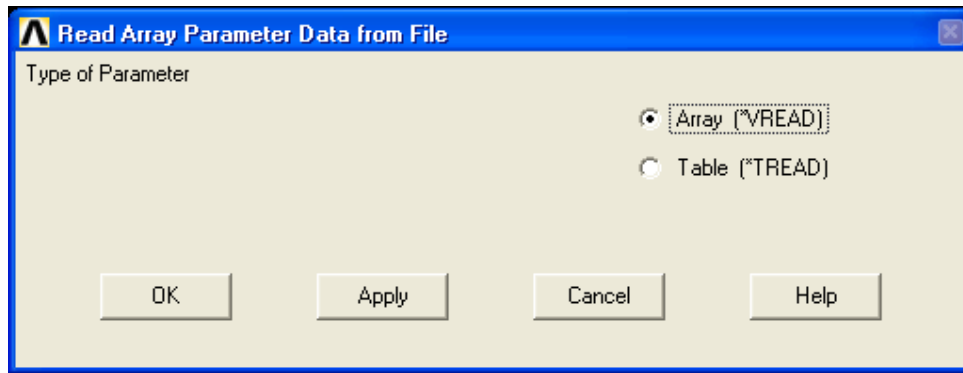 Read Array Parameter Data from File
Type of Parameter
Array (*VREAD)
Table (*TREAD)
OK Apply Cancel Help